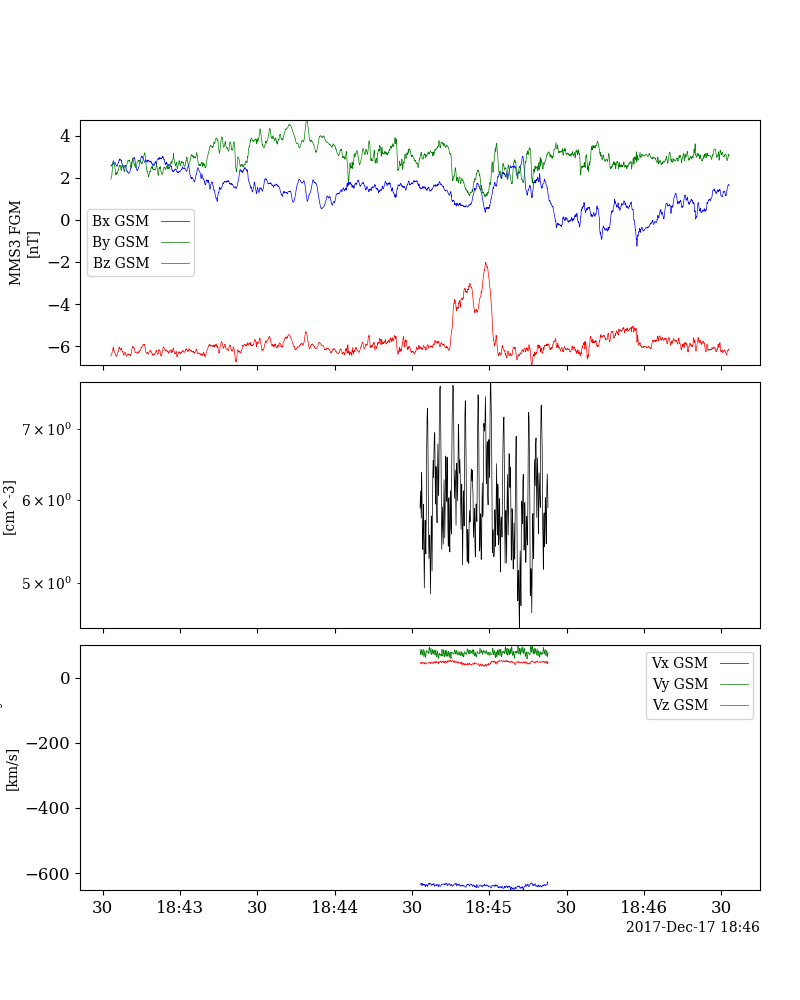 MMS3 FGM
[nT]
4
2
0
−2
−4
−6
Bx GSM
By GSM
Bz GSM
[cm^-3]
7 × 10⁰
6 × 10⁰
5 × 10⁰
[km/s]
0
−200
−400
−600
Vx GSM
Vy GSM
Vz GSM
30 18:43 30 18:44 30 18:45 30 18:46 30
2017-Dec-17 18:46